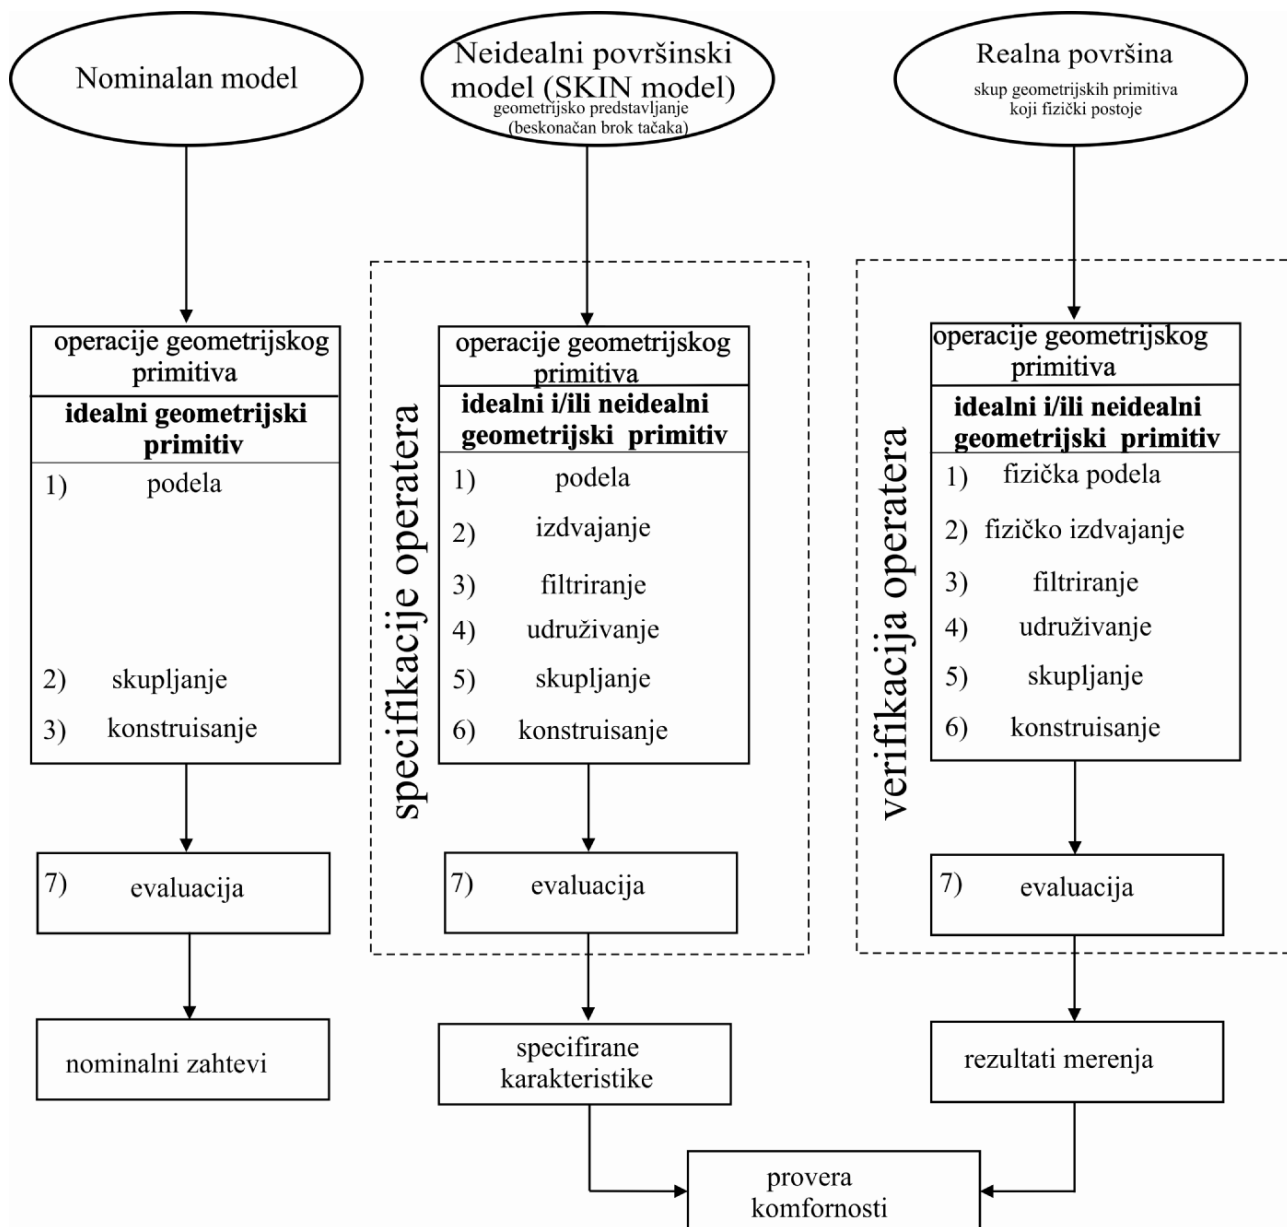 Nominalan model
Neidealni površinski
model (SKIN model)
geometrijsko predstavljanje
(beskonačan brok tačaka)
Realna površina
skup geometrijskih primitiva
koji fizički postoje
operacije geometrijskog
primitiva
idealni geometrijski
primitiv
1) podela
2) skupljanje
3) konstruisanje
7) evaluacija
nominalni zahtevi
specifikacije operatera
operacije geometrijskog
primitiva
idealni i/ili neidealni
geometrijski primitiv
1) podela
2) izdvajanje
3) filtriranje
4) udruživanje
5) skupljanje
6) konstruisanje
7) evaluacija
specifirane
karakteristike
verifikacija operatera
operacije geometrijskog
primitiva
idealni i/ili neidealni
geometrijski primitiv
1) fizička podela
2) fizičko izdvajanje
3) filtriranje
4) udruživanje
5) skupljanje
6) konstruisanje
7) evaluacija
rezultati merenja
provera
komfornosti